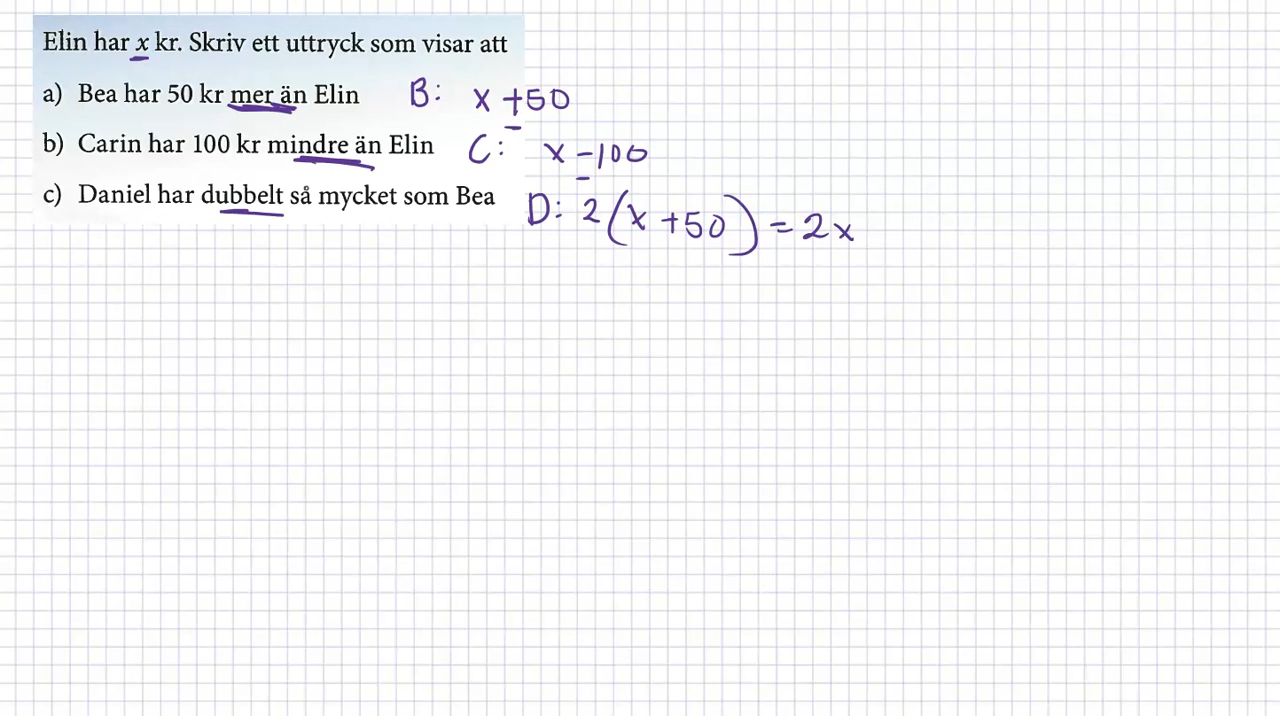 Elin har x kr. Skriv ett uttryck som visar att
a) Bea har 50 kr mer än Elin B: x +50
b) Carin har 100 kr mindre än Elin C: x -100
c) Daniel har dubbelt så mycket som Bea D: 2(x +50) = 2x